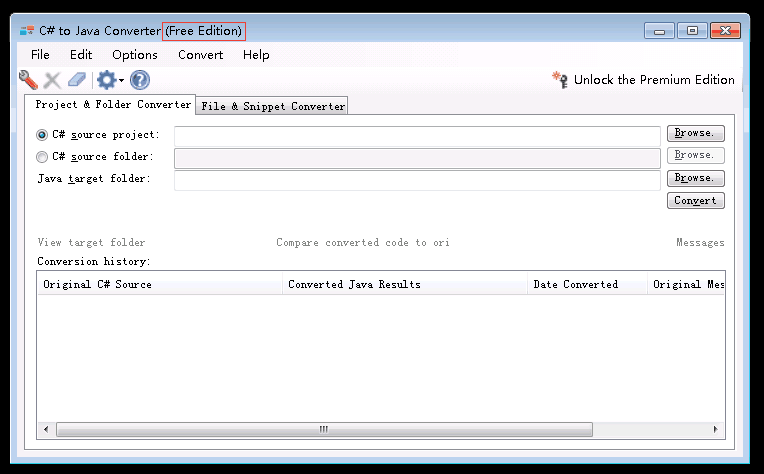 C# to Java Converter (Free Edition)
File Edit Options Convert Help
Unlock the Premium Edition
Project & Folder Converter File & Snippet Converter
C# source project: Browse.
C# source folder: Browse.
Java target folder: Browse.
Convert
View target folder Compare converted code to ori Messages
Conversion history:
Original C# Source Converted Java Results Date Converted Original Mes